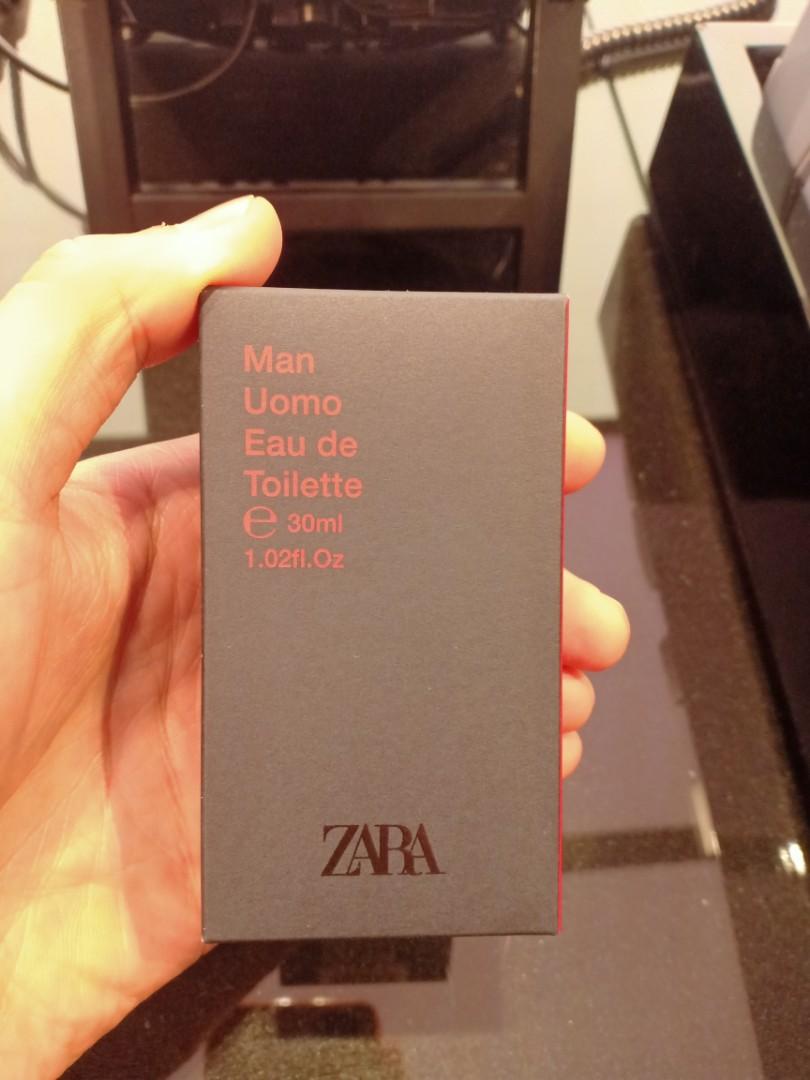 Man
Uomo
Eau de
Toilette
℮ 30ml
1.02fl.Oz
ZARA